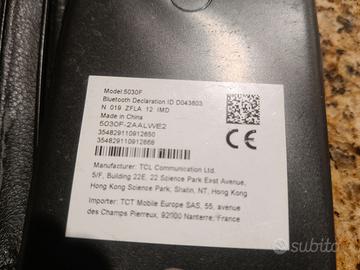 Model:5030F
Bluetooth Declaration ID D043603
N 019 ZFLA 12 IMD
Made in China
5030F-2AALWE2
354829110912650
354829110912668
CE
Manufacturer: TCL Communication Ltd.
5/F, Building 22E, 22 Science Park East Avenue,
Hong Kong Science Park, Shatin, NT, Hong Kong
Importer: TCT Mobile Europe SAS, 55, avenue
des Champs Pierreux, 92000 Nanterre, France
subito